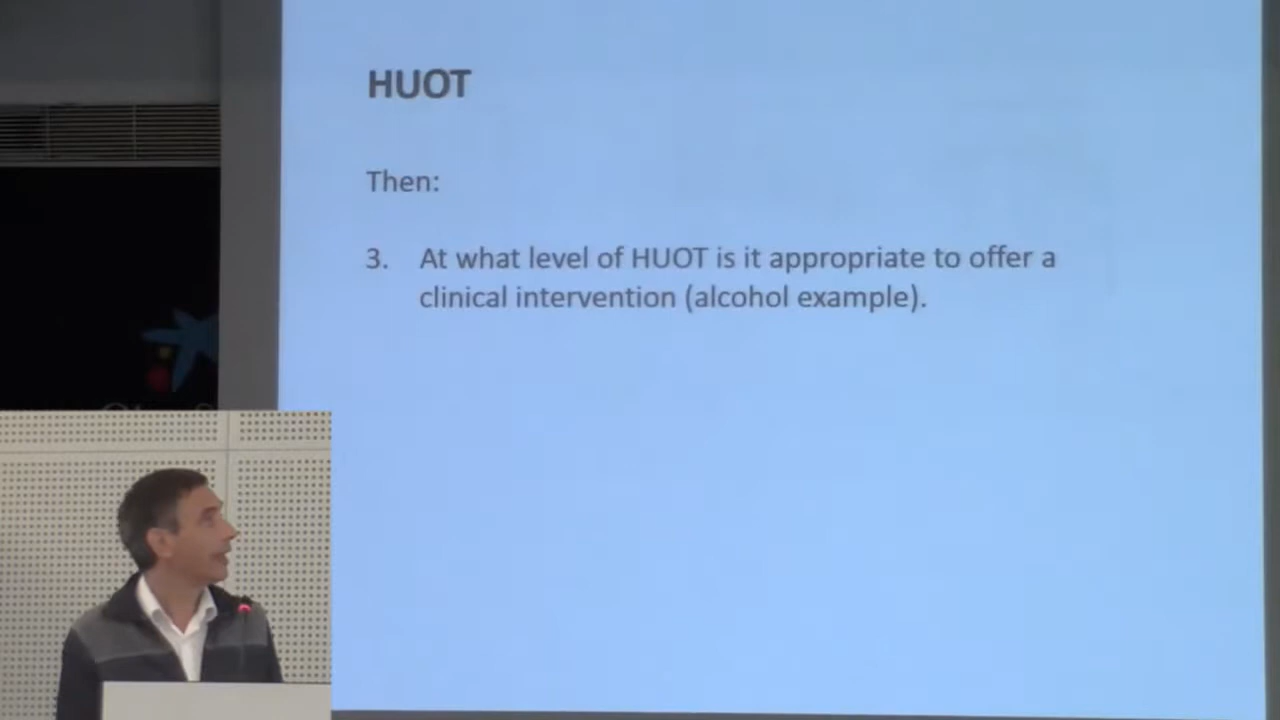 HUOT
Then:
3. At what level of HUOT is it appropriate to offer a
clinical intervention (alcohol example).